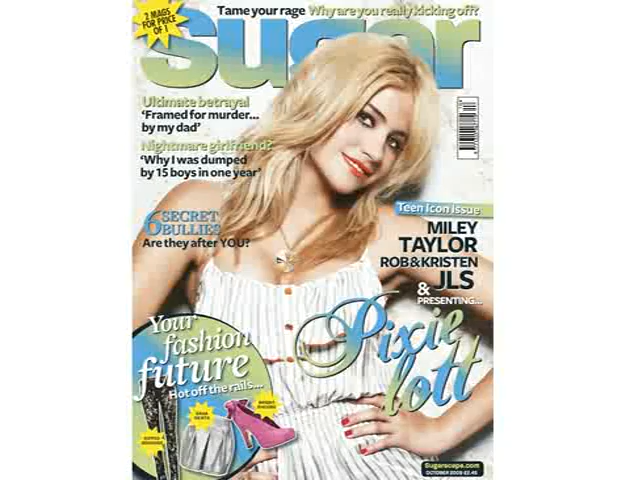 2 MAGS
FOR PRICE
OF 1
Tame your rage Why are you really kicking off?
sugar
Ultimate betrayal
'Framed for murder...
by my dad'
Nightmare girlfriend?
'Why I was dumped
by 15 boys in one year'
6 SECRET
BULLIES
Are they after YOU?
Teen Icon Issue
MILEY
TAYLOR
ROB & KRISTEN
JLS
&
PRESENTING...
Pixie
lott
Your
fashion
future
Hot off the rails...
Sugarscape.com
OCTOBER 2009 £2.40